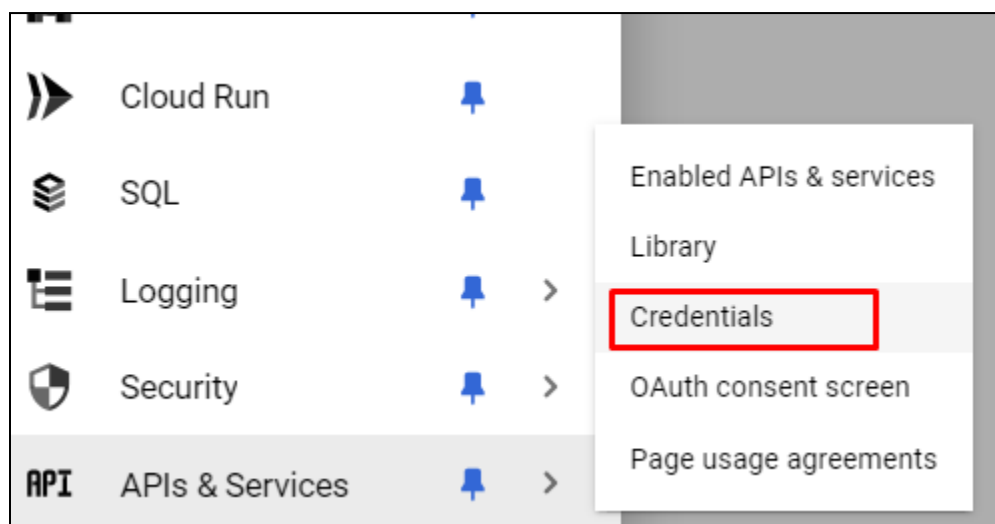 Cloud Run
SQL
Logging
Security
API APIs & Services
Enabled APIs & services
Library
Credentials
OAuth consent screen
Page usage agreements